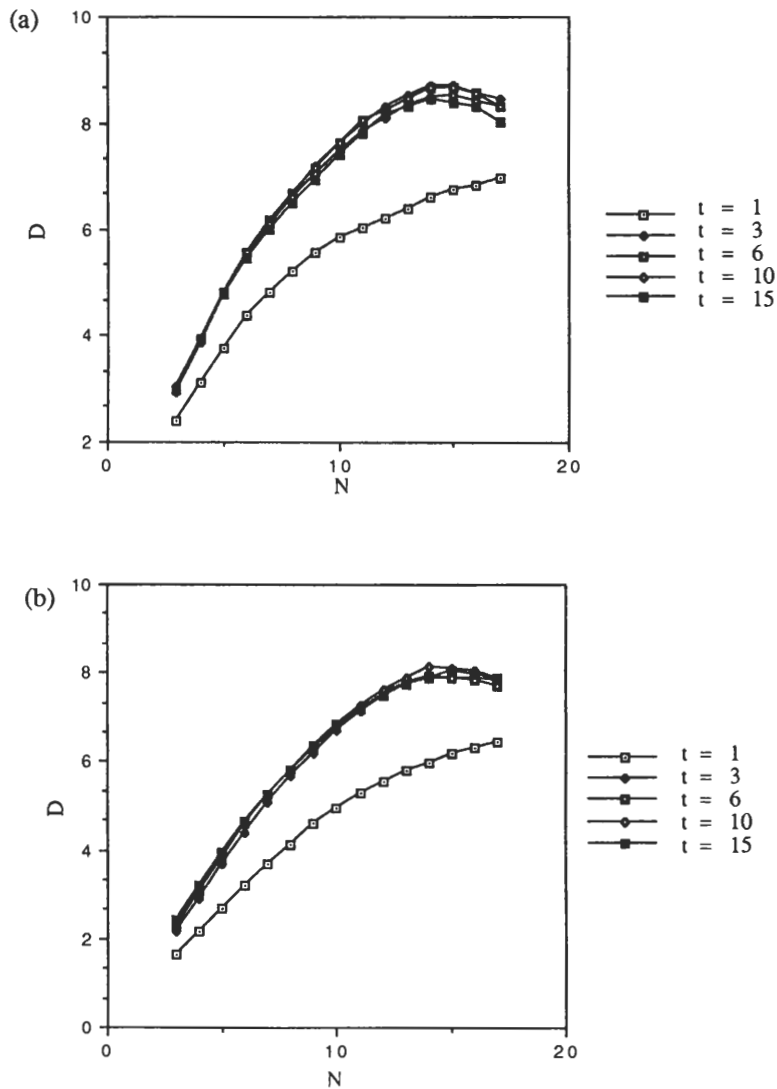 (a)
10
8
6
4
2
D
0
10
20
N
t = 1
t = 3
t = 6
t = 10
t = 15
(b)
10
8
6
4
2
0
D
0
10
20
N
t = 1
t = 3
t = 6
t = 10
t = 15